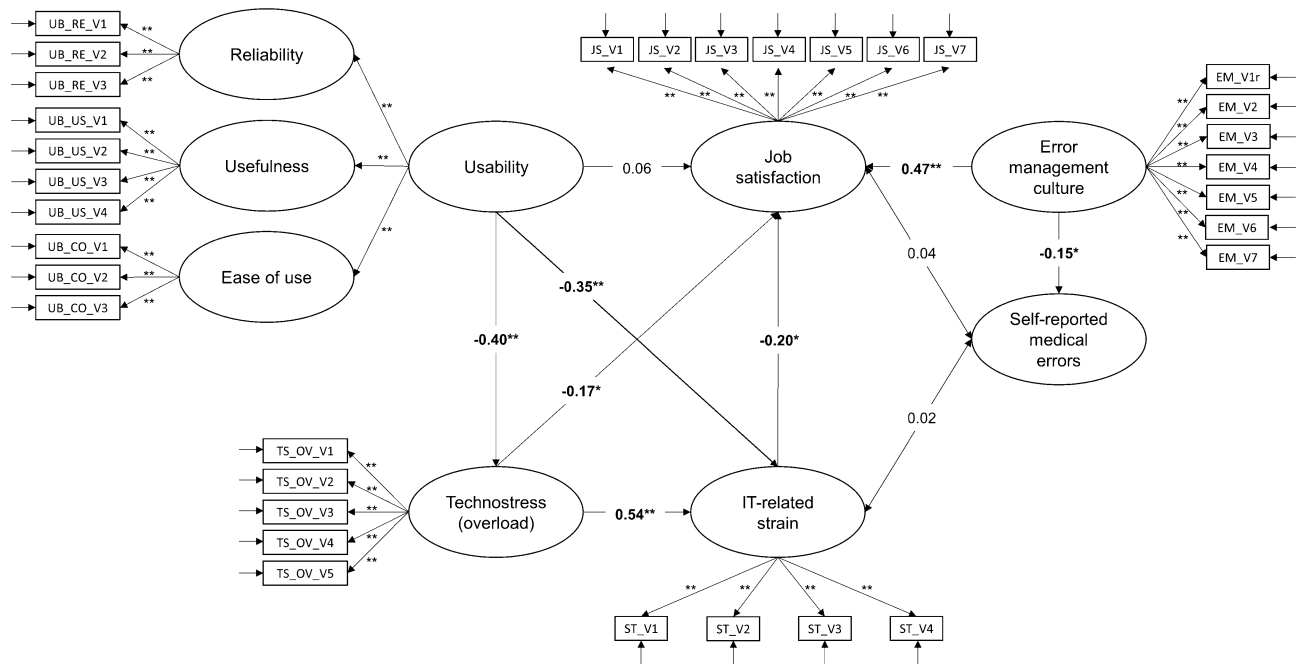 UB_RE_V1
**
UB_RE_V2
**
UB_RE_V3
**
Reliability
UB_US_V1
**
UB_US_V2
**
UB_US_V3
**
UB_US_V4
**
Usefulness
UB_CO_V1
**
UB_CO_V2
**
UB_CO_V3
**
Ease of use
**
**
**
Usability
0.06
JS_V1
JS_V2
JS_V3
JS_V4
JS_V5
JS_V6
JS_V7
**
**
**
**
**
**
**
Job
satisfaction
0.47**
Error
management
culture
**
**
**
**
**
**
**
EM_V1r
EM_V2
EM_V3
EM_V4
EM_V5
EM_V6
EM_V7
0.04
-0.15*
-0.35**
Self-reported
medical
errors
-0.40**
-0.20*
-0.17*
0.02
TS_OV_V1
**
TS_OV_V2
**
TS_OV_V3
**
TS_OV_V4
**
TS_OV_V5
**
Technostress
(overload)
0.54**
IT-related
strain
**
**
**
**
ST_V1
ST_V2
ST_V3
ST_V4